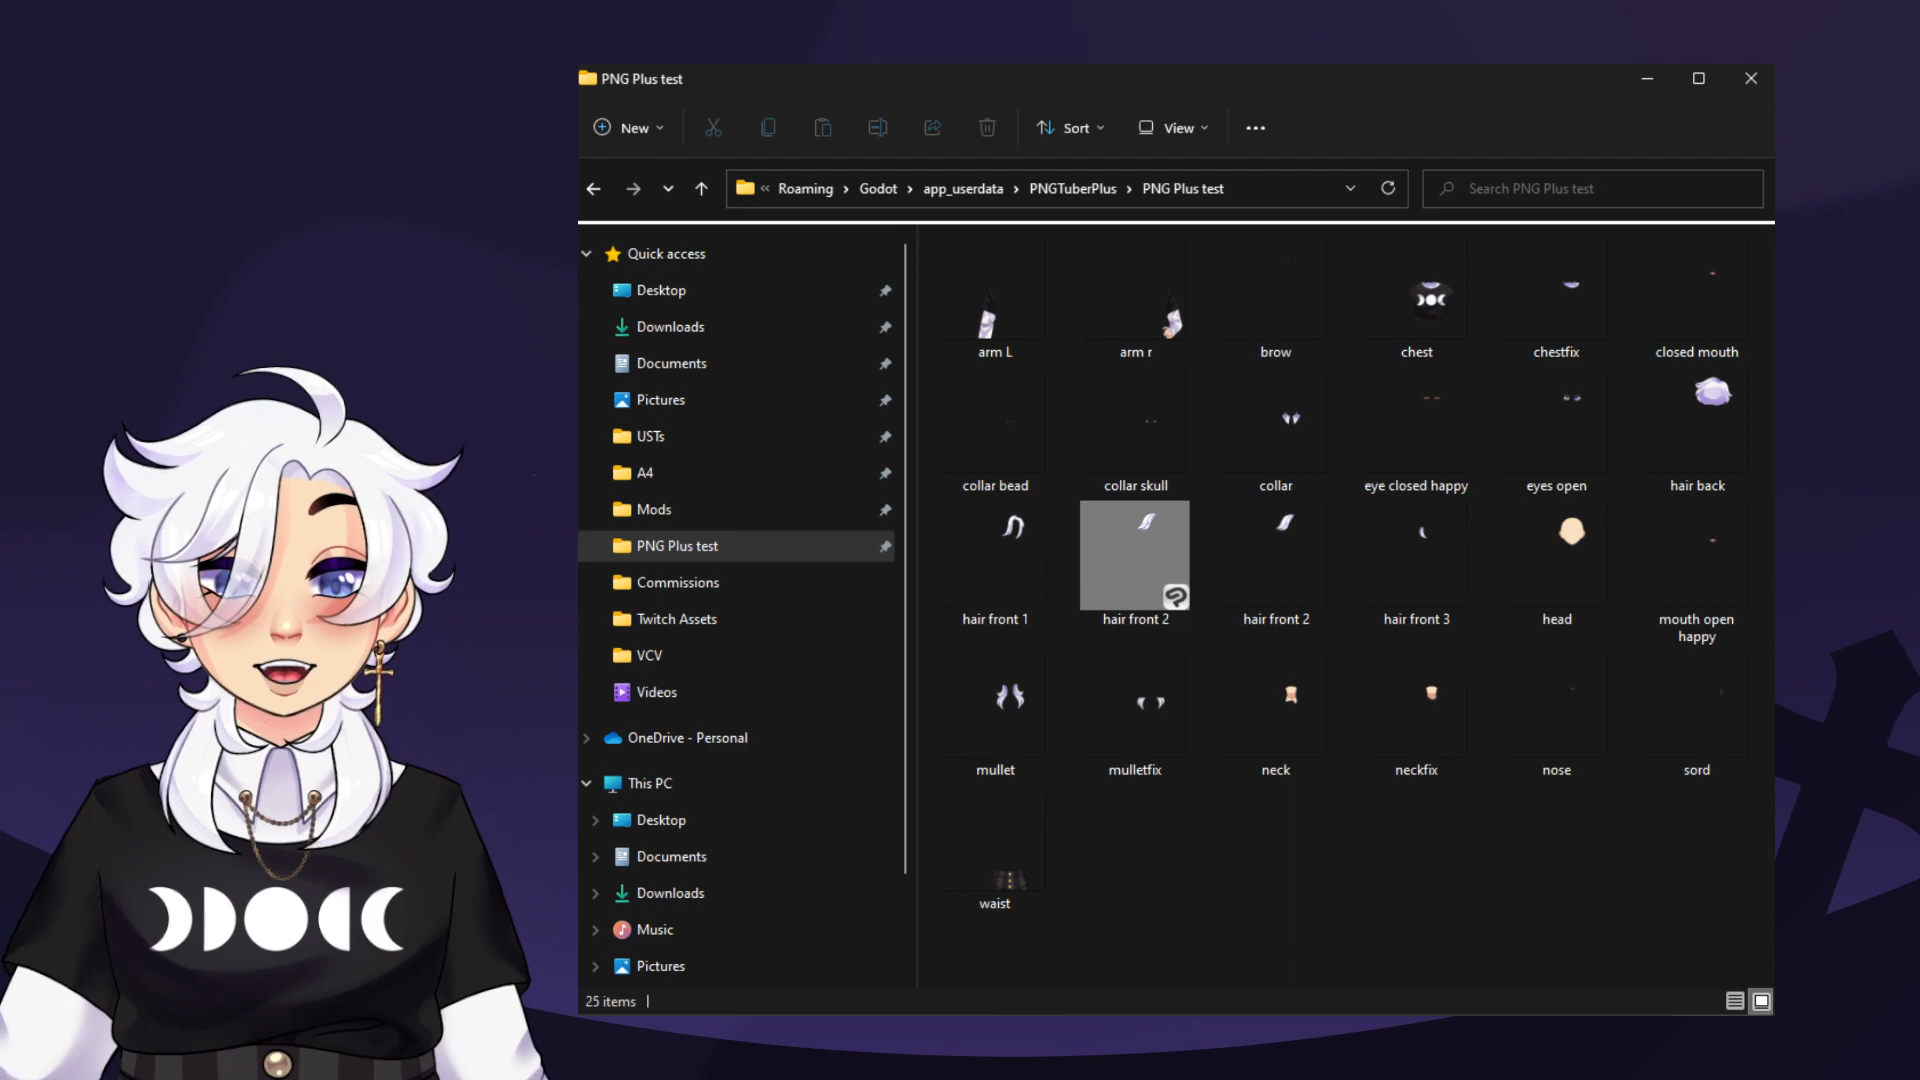 PNG Plus test
New
Sort
View
« Roaming › Godot › app_userdata › PNGTuberPlus › PNG Plus test
Search PNG Plus test
Quick access
Desktop
Downloads
Documents
Pictures
USTs
A4
Mods
PNG Plus test
Commissions
Twitch Assets
VCV
Videos
OneDrive - Personal
This PC
Desktop
Documents
Downloads
Music
Pictures
arm L
arm r
brow
chest
chestfix
closed mouth
collar bead
collar skull
collar
eye closed happy
eyes open
hair back
hair front 1
hair front 2
hair front 2
hair front 3
head
mouth open
happy
mullet
mulletfix
neck
neckfix
nose
sord
waist
25 items